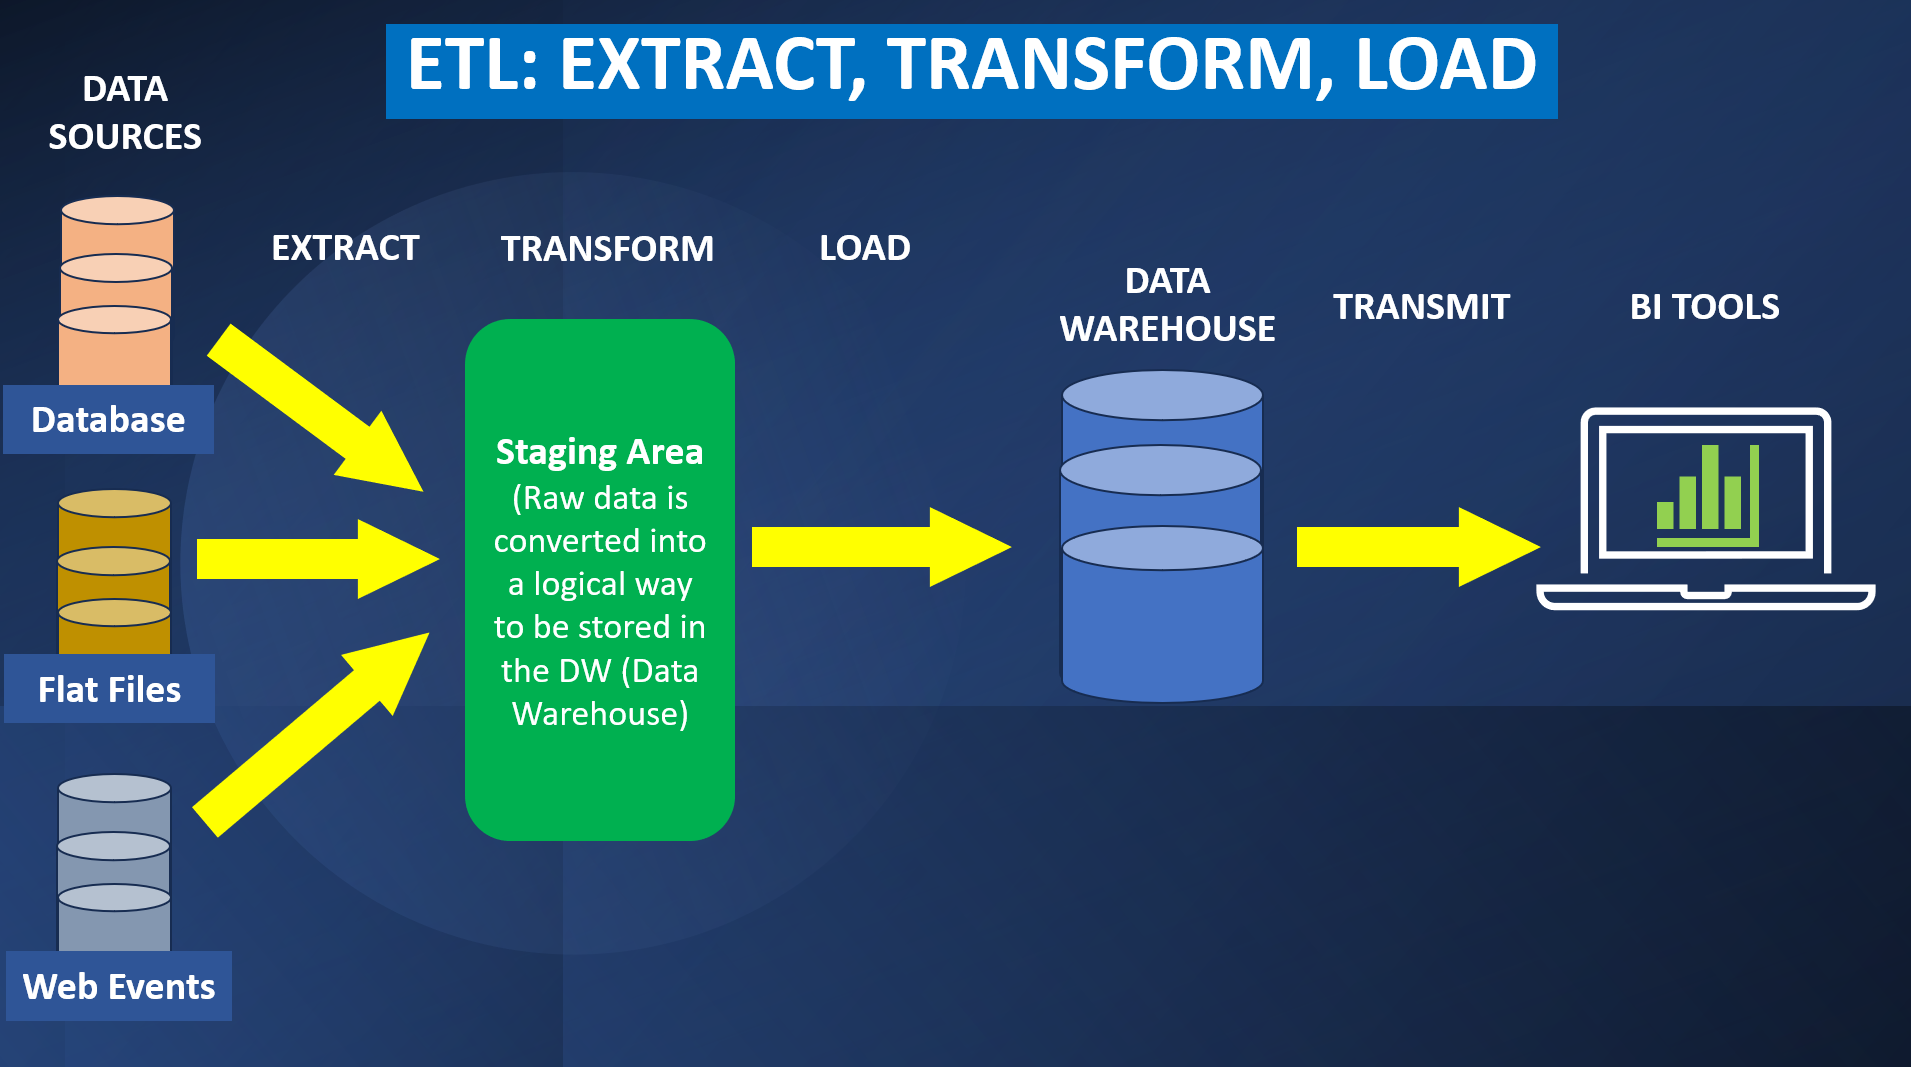 ETL: EXTRACT, TRANSFORM, LOAD
DATA
SOURCES
EXTRACT
TRANSFORM
LOAD
DATA
WAREHOUSE
TRANSMIT
BI TOOLS
Database
Flat Files
Web Events
Staging Area
(Raw data is
converted into
a logical way
to be stored in
the DW (Data
Warehouse)